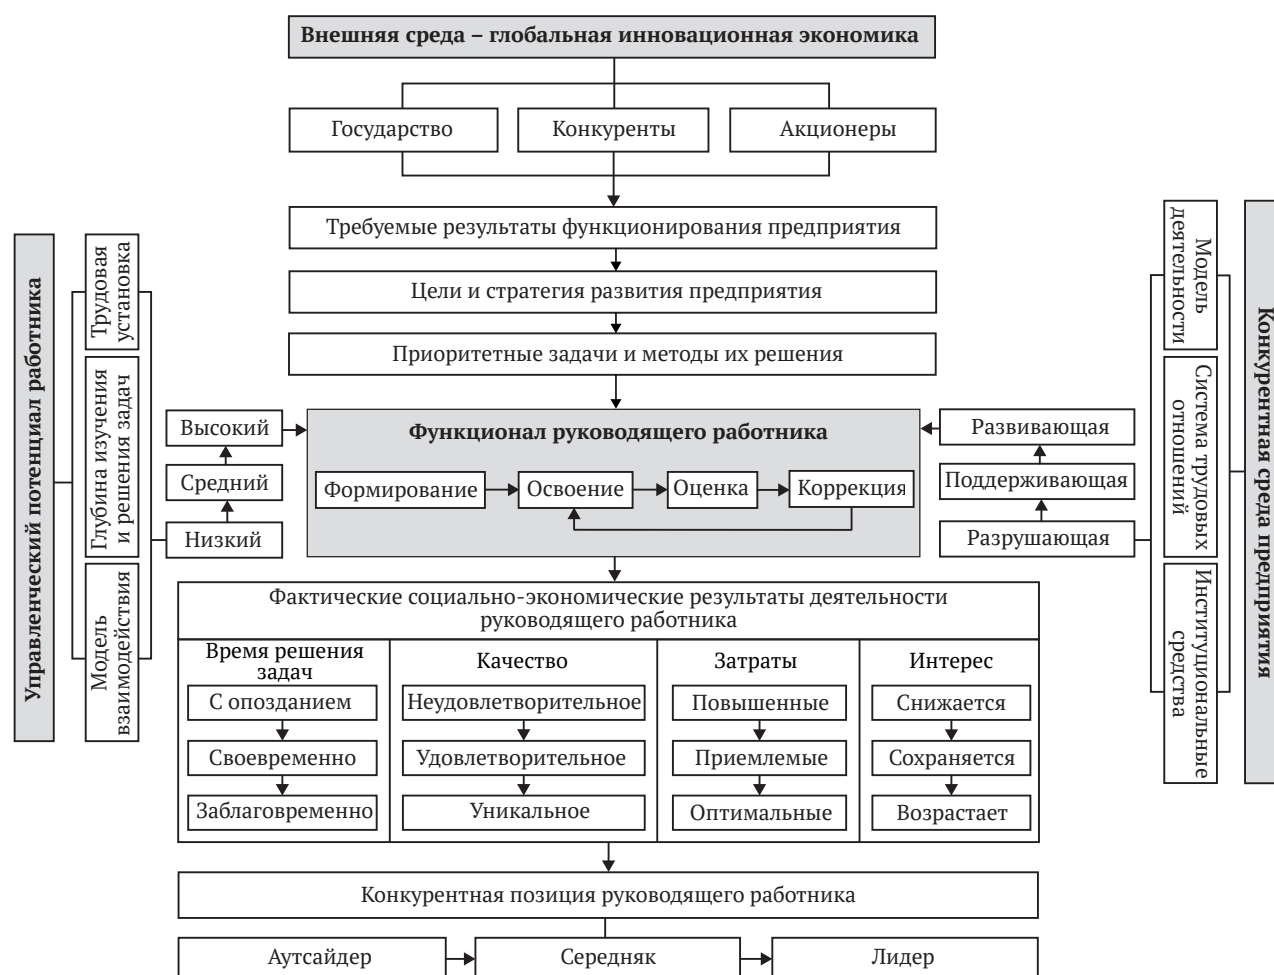 Внешняя среда – глобальная инновационная экономика
Государство
Конкуренты
Акционеры
Требуемые результаты функционирования предприятия
Цели и стратегия развития предприятия
Приоритетные задачи и методы их решения
Управленческий потенциал работника
Трудовая
установка
Глубина изучения
и решения задач
Модель
взаимодействия
Высокий
Средний
Низкий
Функционал руководящего работника
Формирование
Освоение
Оценка
Коррекция
Развивающая
Поддерживающая
Разрушающая
Модель
деятельности
Система трудовых
отношений
Институциональные
средства
Конкурентная среда предприятия
Фактические социально-экономические результаты деятельности
руководящего работника
Время решения
задач
С опозданием
Своевременно
Заблаговременно
Качество
Неудовлетворительное
Удовлетворительное
Уникальное
Затраты
Повышенные
Приемлемые
Оптимальные
Интерес
Снижается
Сохраняется
Возрастает
Конкурентная позиция руководящего работника
Аутсайдер
Середняк
Лидер